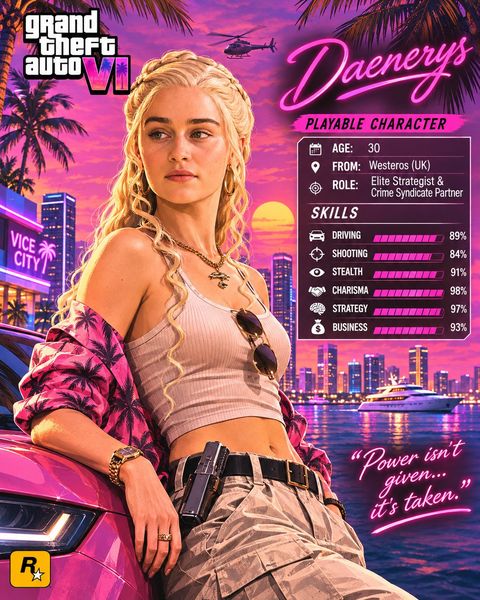 grand
theft
auto VI
Daenerys
PLAYABLE CHARACTER
AGE: 30
FROM: Westeros (UK)
ROLE: Elite Strategist &
Crime Syndicate Partner
SKILLS
DRIVING 89%
SHOOTING 84%
STEALTH 91%
CHARISMA 98%
STRATEGY 97%
BUSINESS 93%
VICE
CITY
“Power isn't
given...
it's taken.”
R